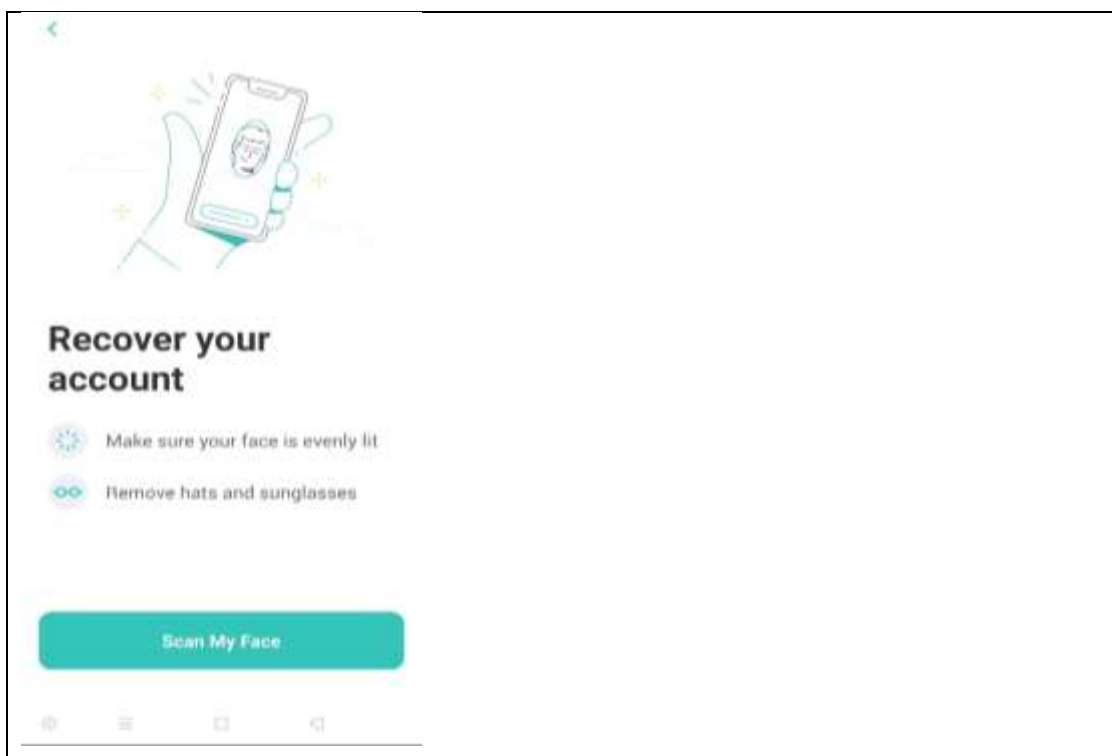 Recover your
account
Make sure your face is evenly lit
Remove hats and sunglasses
Scan My Face